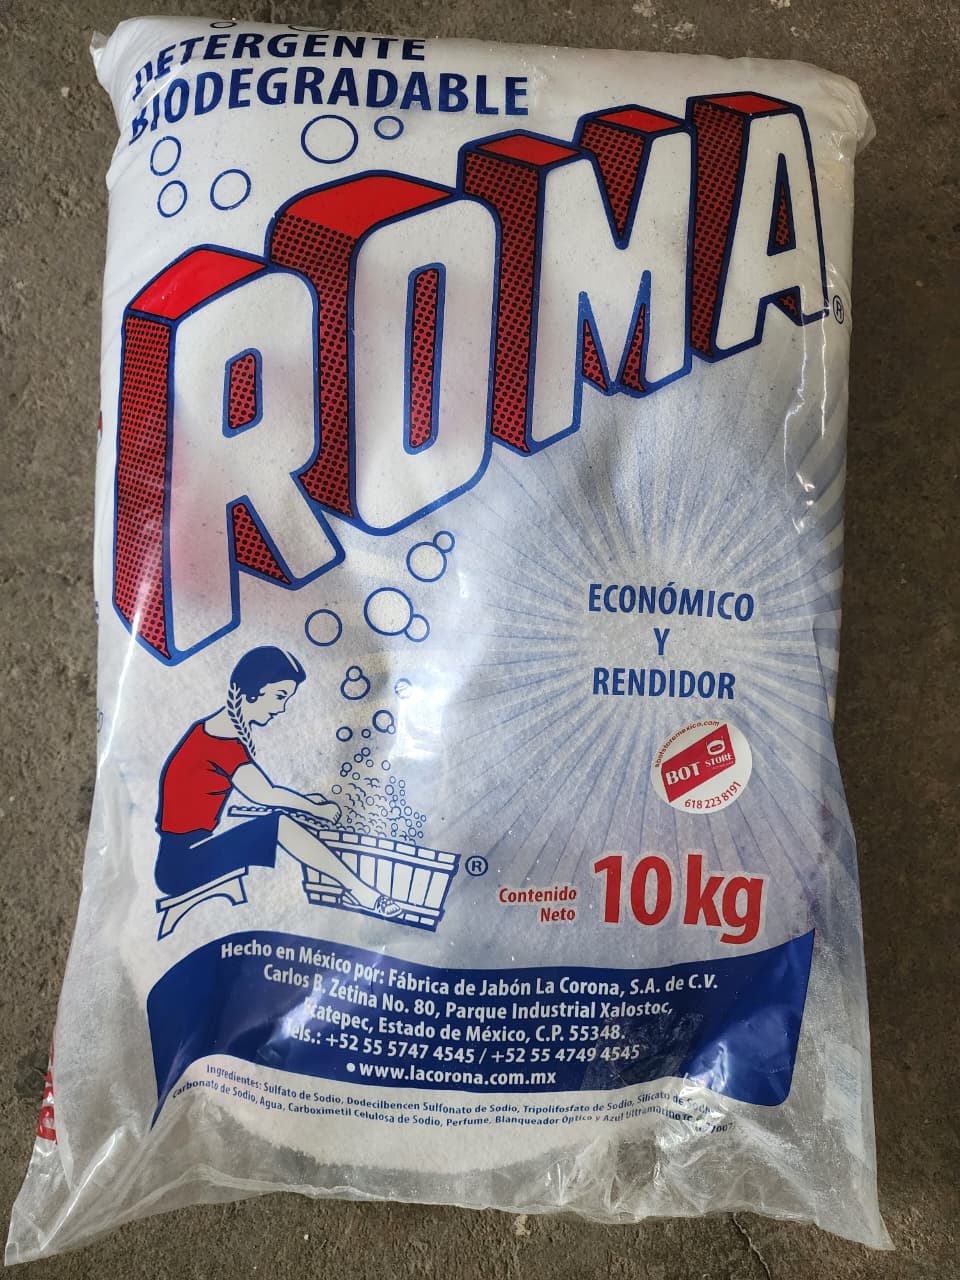 DETERGENTE
BIODEGRADABLE
ROMA®
ECONÓMICO
Y
RENDIDOR
BOT STORE
618 223 8191
®
Contenido
Neto
10 kg
Hecho en México por: Fábrica de Jabón La Corona, S.A. de C.V.
Carlos B. Zetina No. 80, Parque Industrial Xalostoc,
Ecatepec, Estado de México, C.P. 55348.
Tels.: +52 55 5747 4545 / +52 55 4749 4545
• www.lacorona.com.mx
Ingredientes: Sulfato de Sodio, Dodecilbencen Sulfonato de Sodio, Tripolifosfato de Sodio, Silicato de Sodio,
Carbonato de Sodio, Agua, Carboximetil Celulosa de Sodio, Perfume, Blanqueador Óptico y Azul Ultramarino